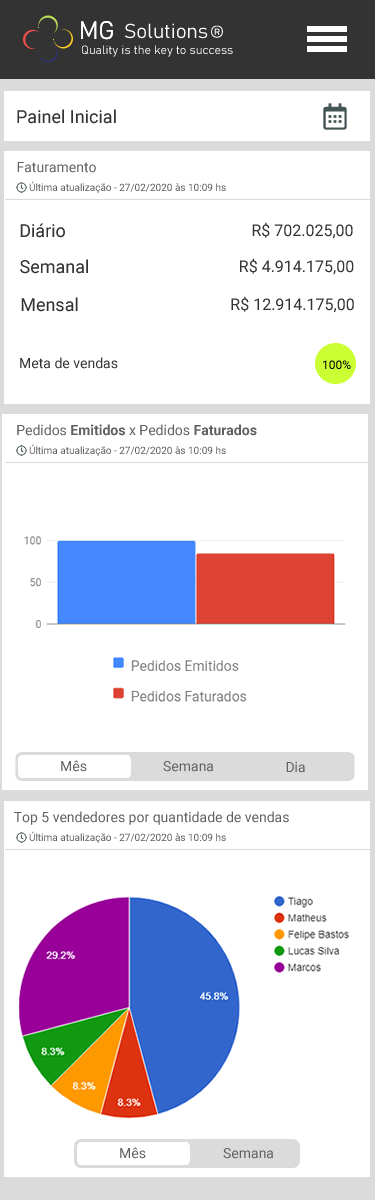 MG Solutions®
Quality is the key to success
Painel Inicial
Faturamento
Última atualização - 27/02/2020 às 10:09 hs
Diário R$ 702.025,00
Semanal R$ 4.914.175,00
Mensal R$ 12.914.175,00
Meta de vendas 100%
Pedidos Emitidos x Pedidos Faturados
Última atualização - 27/02/2020 às 10:09 hs
100
50
0
Pedidos Emitidos
Pedidos Faturados
Mês Semana Dia
Top 5 vendedores por quantidade de vendas
Última atualização - 27/02/2020 às 10:09 hs
Tiago
Matheus
Felipe Bastos
Lucas Silva
Marcos
29.2%
45.8%
8.3%
8.3%
8.3%
Mês Semana